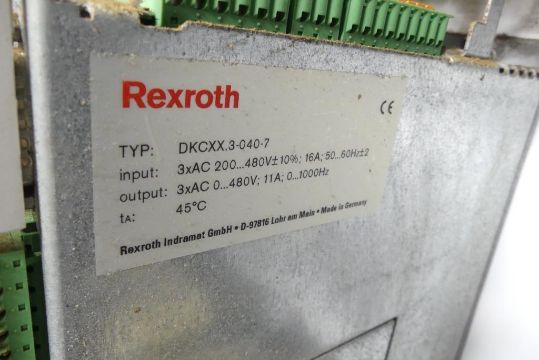 Rexroth
CE
TYP: DKCXX.3-040-7
input: 3xAC 200...480V±10%; 16A; 50...60Hz±2
output: 3xAC 0...480V; 11A; 0...1000Hz
tA: 45°C
Rexroth Indramat GmbH • D-97816 Lohr am Main • Made in Germany